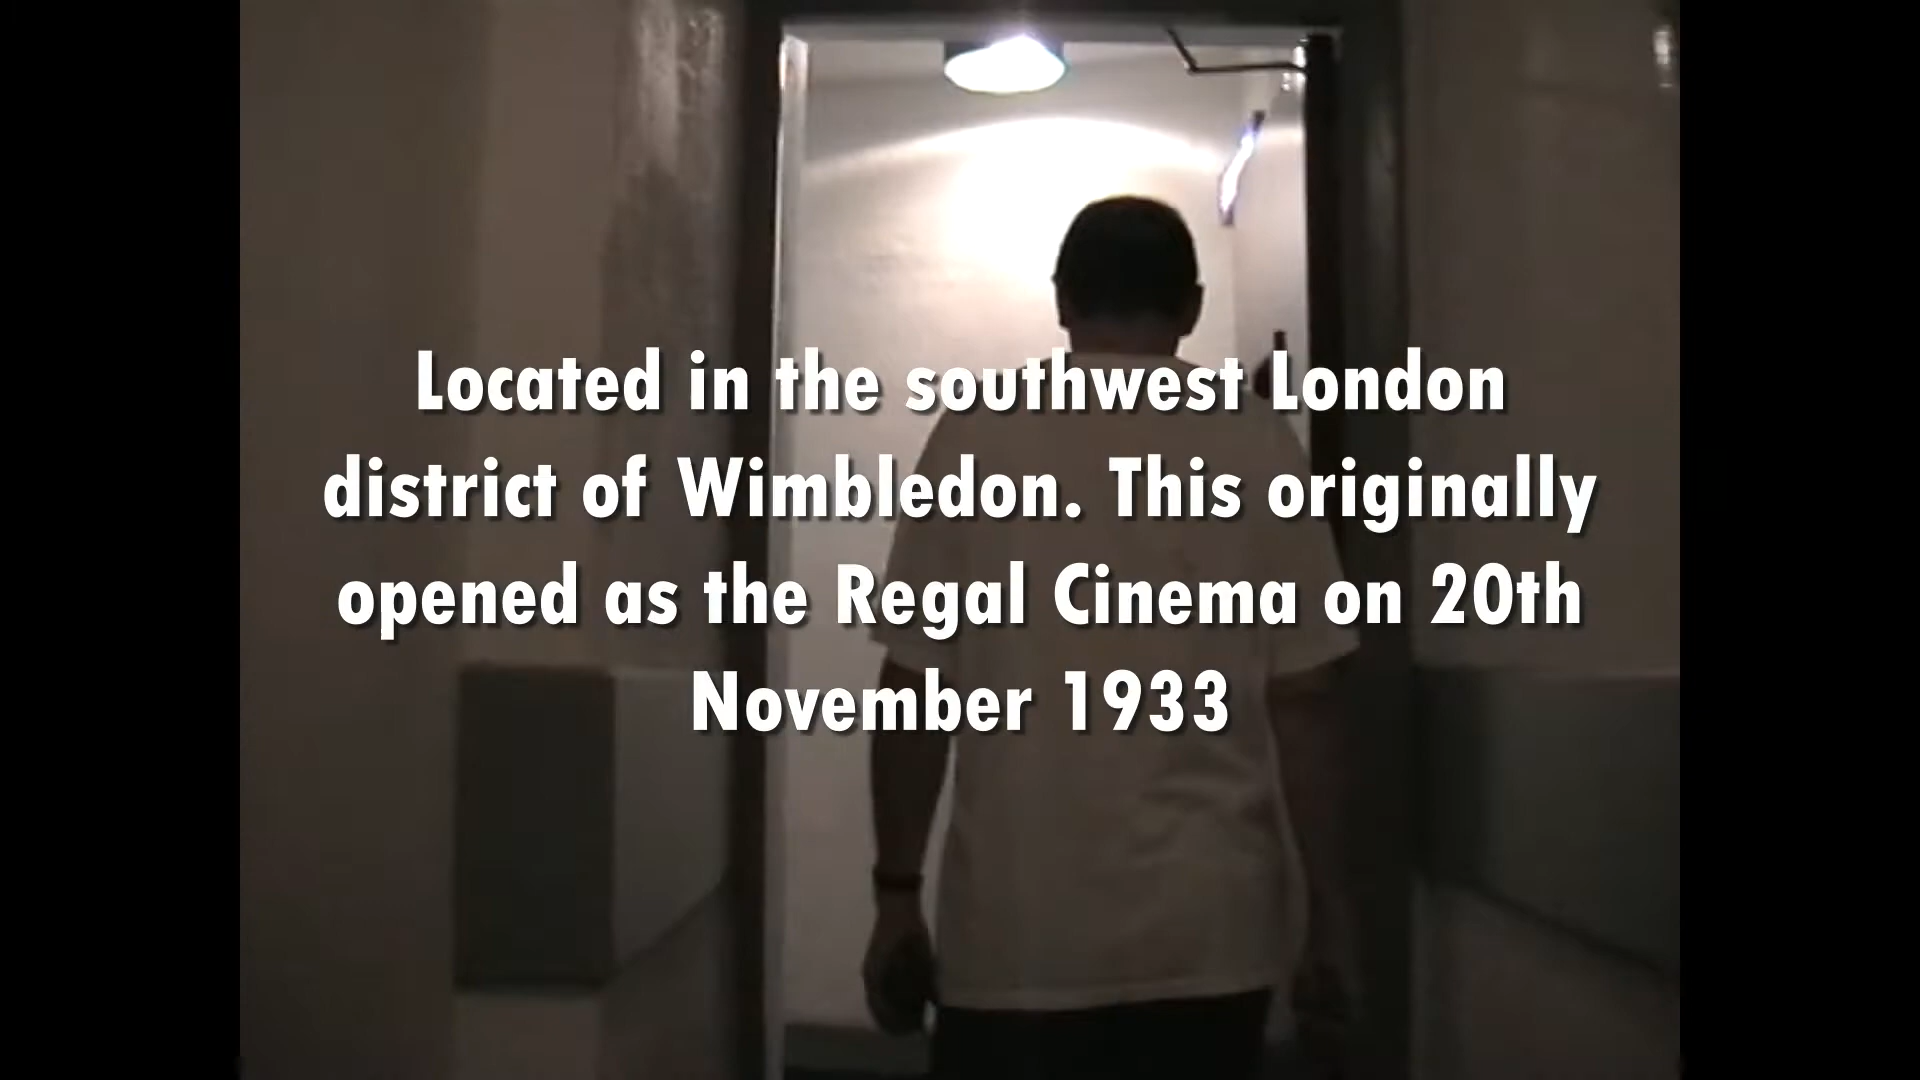 Located in the southwest London
district of Wimbledon. This originally
opened as the Regal Cinema on 20th
November 1933